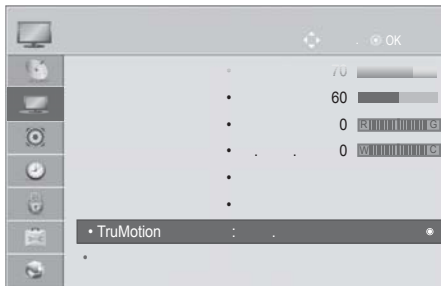 . OK
• 70
• 60
• 0 R G
• . . 0 W C
•
•
• TruMotion : .
•